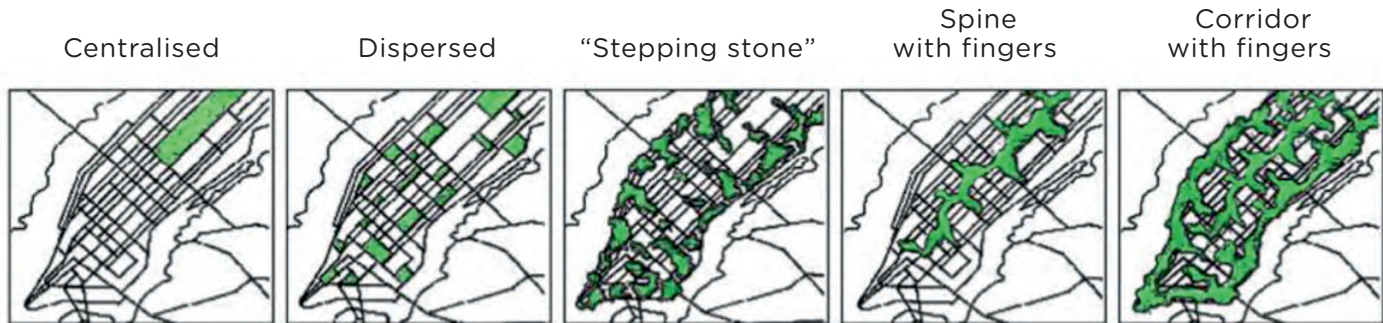 Centralised
Dispersed
“Stepping stone”
Spine
with fingers
Corridor
with fingers